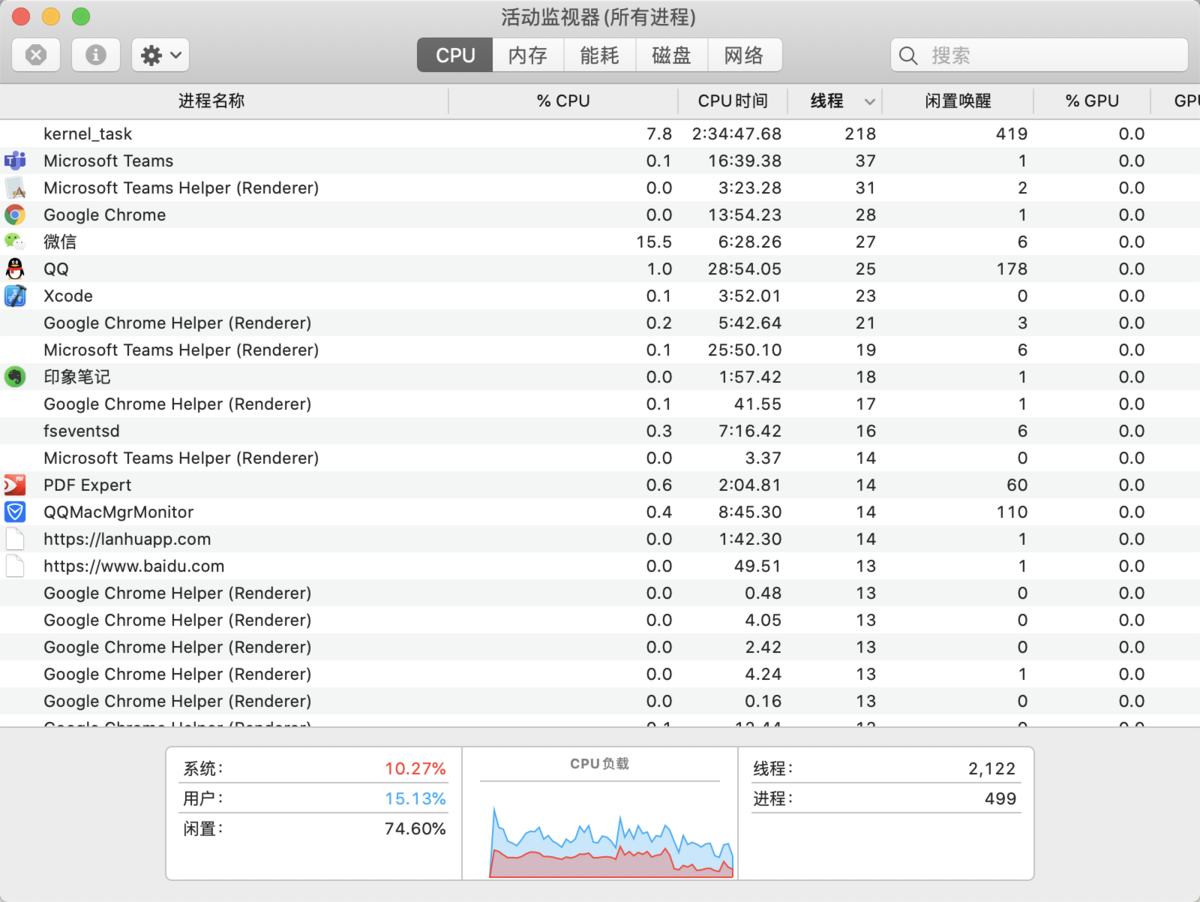 活动监视器 (所有进程)
CPU 内存 能耗 磁盘 网络 搜索
进程名称 % CPU CPU 时间 线程 闲置唤醒 % GPU GPU
kernel_task 7.8 2:34:47.68 218 419 0.0
Microsoft Teams 0.1 16:39.38 37 1 0.0
Microsoft Teams Helper (Renderer) 0.0 3:23.28 31 2 0.0
Google Chrome 0.0 13:54.23 28 1 0.0
微信 15.5 6:28.26 27 6 0.0
QQ 1.0 28:54.05 25 178 0.0
Xcode 0.1 3:52.01 23 0 0.0
Google Chrome Helper (Renderer) 0.2 5:42.64 21 3 0.0
Microsoft Teams Helper (Renderer) 0.1 25:50.10 19 6 0.0
印象笔记 0.0 1:57.42 18 1 0.0
Google Chrome Helper (Renderer) 0.1 41.55 17 1 0.0
fseventsd 0.3 7:16.42 16 6 0.0
Microsoft Teams Helper (Renderer) 0.0 3.37 14 0 0.0
PDF Expert 0.6 2:04.81 14 60 0.0
QQMacMgrMonitor 0.4 8:45.30 14 110 0.0
https://lanhuapp.com 0.0 1:42.30 14 1 0.0
https://www.baidu.com 0.0 49.51 13 1 0.0
Google Chrome Helper (Renderer) 0.0 0.48 13 0 0.0
Google Chrome Helper (Renderer) 0.0 4.05 13 0 0.0
Google Chrome Helper (Renderer) 0.0 2.42 13 0 0.0
Google Chrome Helper (Renderer) 0.0 4.24 13 1 0.0
Google Chrome Helper (Renderer) 0.0 0.16 13 0 0.0
Google Chrome Helper (Renderer)
系统: 10.27% CPU 负载 线程: 2,122
用户: 15.13% 进程: 499
闲置: 74.60%